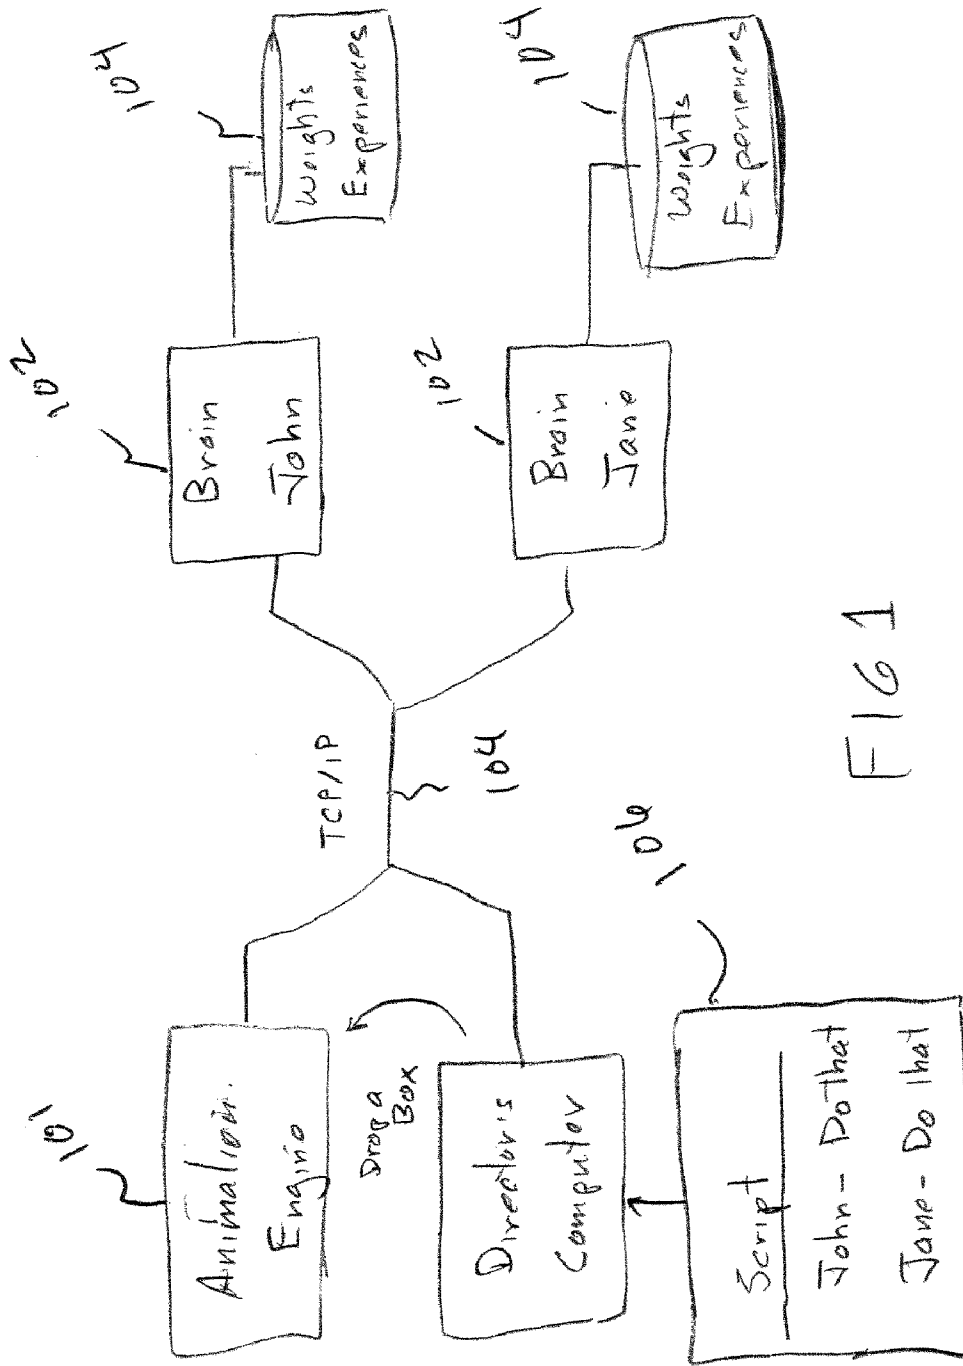 101
Animation
Engine
Drop a
Box
Director's
Computer
Script
John - Do that
Jane - Do that
106
TCP/IP
104
102
Brain
John
102
Brain
Jane
104
Weights
Experiences
104
Weights
Experiences
FIG 1